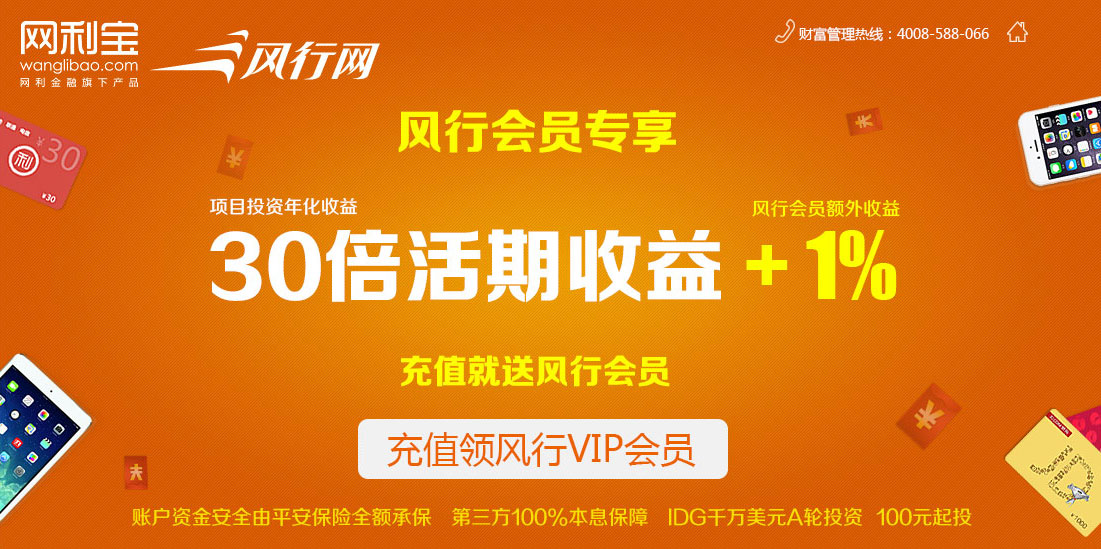 网利宝
wanglibao.com
网利金融旗下产品
风行网
财富管理热线：4008-588-066
风行会员专享
¥30
利
¥30
项目投资年化收益
风行会员额外收益
30倍活期收益 + 1%
充值就送风行会员
充值领风行VIP会员
¥1000
账户资金安全由平安保险全额承保 第三方100%本息保障 IDG千万美元A轮投资 100元起投